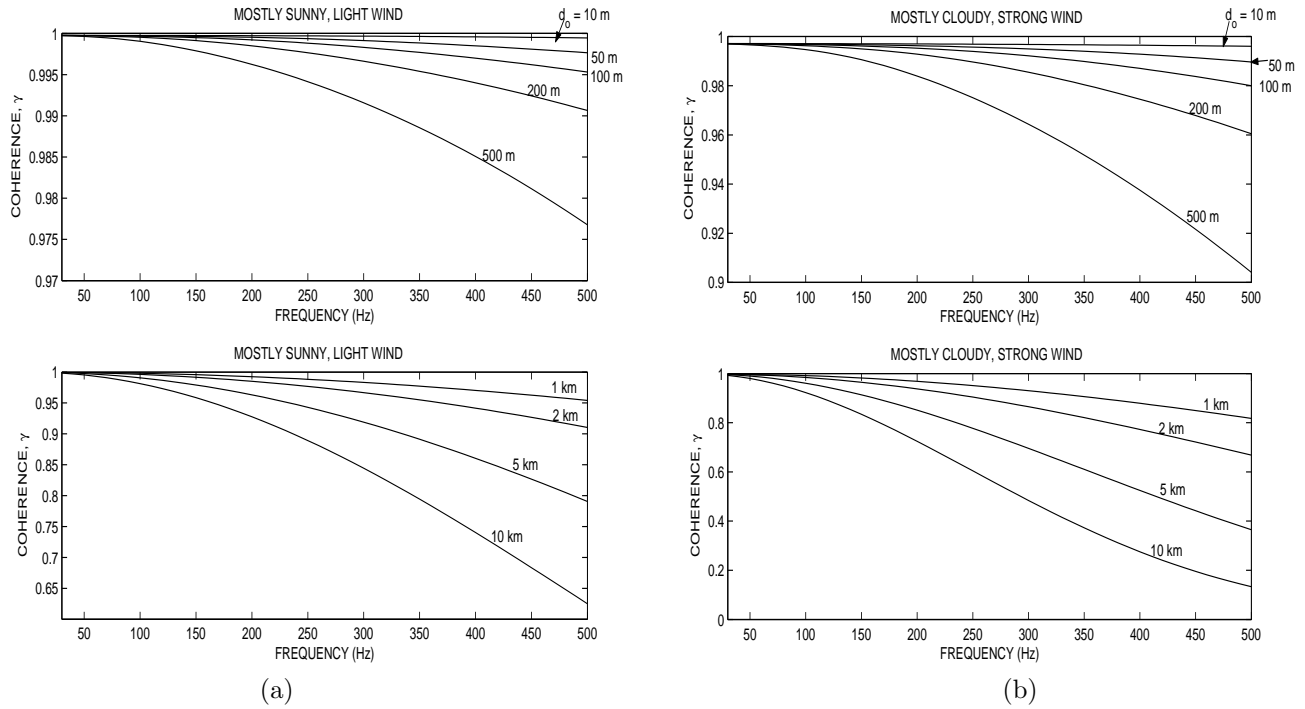 MOSTLY SUNNY, LIGHT WIND
d_o = 10 m
1
0.995
0.99
0.985
0.98
0.975
0.97
COHERENCE, γ
50 m
100 m
200 m
500 m
50 100 150 200 250 300 350 400 450 500
FREQUENCY (Hz)
MOSTLY SUNNY, LIGHT WIND
1
0.95
0.9
0.85
0.8
0.75
0.7
0.65
COHERENCE, γ
1 km
2 km
5 km
10 km
50 100 150 200 250 300 350 400 450 500
FREQUENCY (Hz)
(a)
MOSTLY CLOUDY, STRONG WIND
d_o = 10 m
1
0.98
0.96
0.94
0.92
0.9
COHERENCE, γ
50 m
100 m
200 m
500 m
50 100 150 200 250 300 350 400 450 500
FREQUENCY (Hz)
MOSTLY CLOUDY, STRONG WIND
1
0.8
0.6
0.4
0.2
0
COHERENCE, γ
1 km
2 km
5 km
10 km
50 100 150 200 250 300 350 400 450 500
FREQUENCY (Hz)
(b)